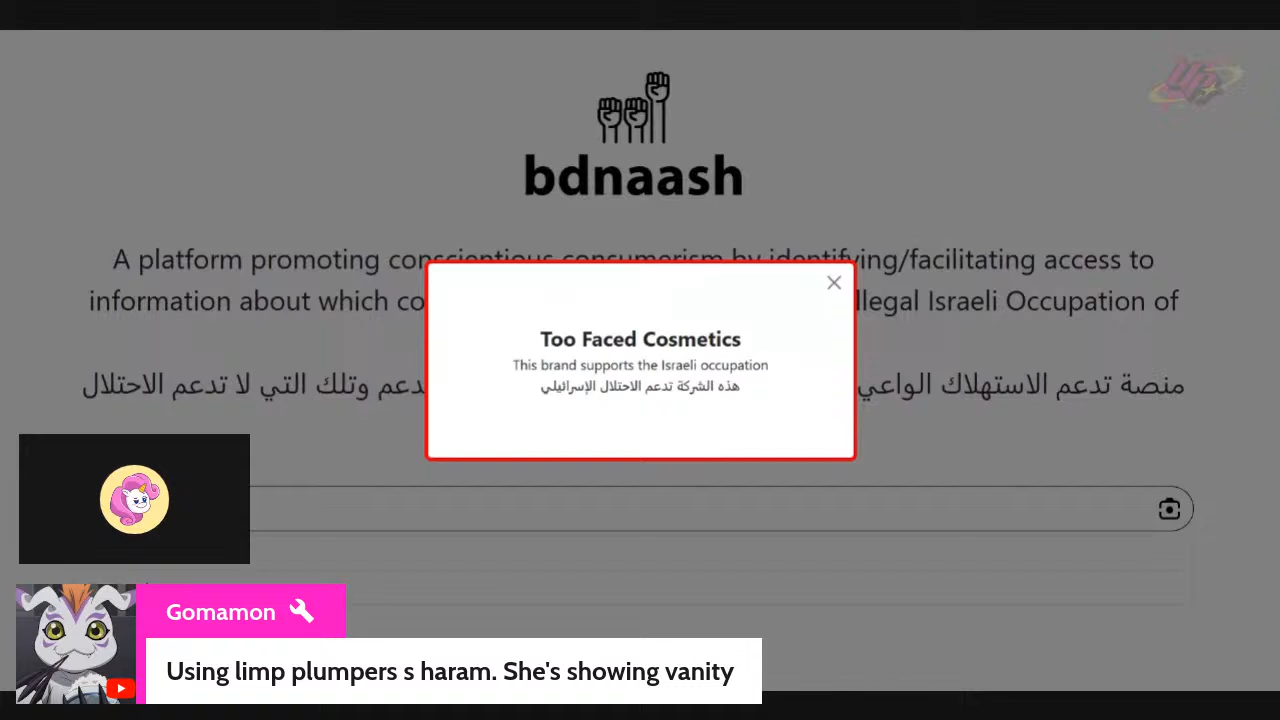 bdnaash
A platform promoting conscientious consumerism by identifying/facilitating access to
information about which co
llegal Israeli Occupation of
Too Faced Cosmetics
This brand supports the Israeli occupation
هذه الشركة تدعم الاحتلال الإسرائيلي
منصة تدعم الاستهلاك الواعي
دعم وتلك التي لا تدعم الاحتلال
Gomamon
Using limp plumpers s haram. She's showing vanity